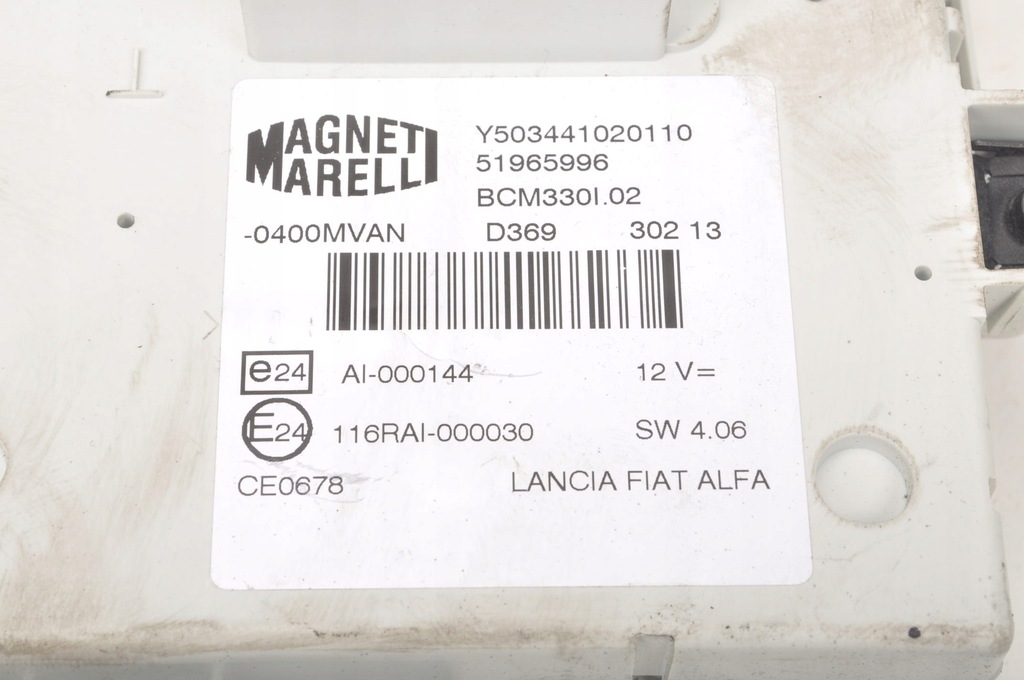 MAGNETI
MARELLI
Y503441020110
51965996
BCM330I.02
-0400MVAN D369 302 13
e24 AI-000144 12 V=
E24 116RAI-000030 SW 4.06
CE0678 LANCIA FIAT ALFA